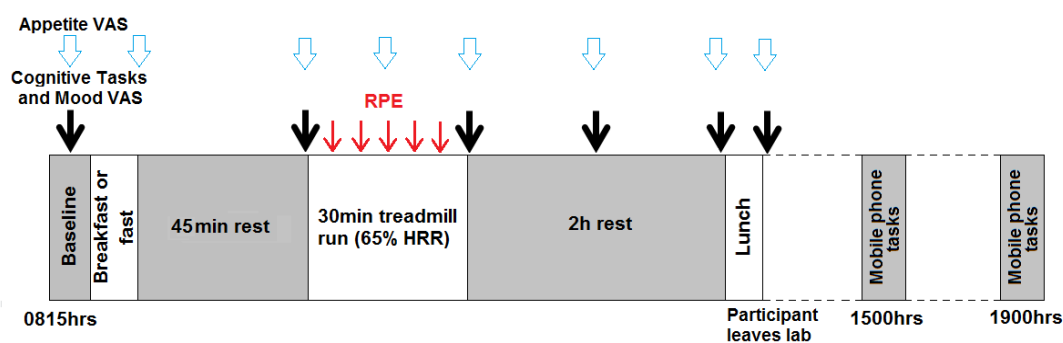 Appetite VAS
Cognitive Tasks
and Mood VAS
RPE
Baseline
Breakfast or
fast
45min rest
30min treadmill
run (65% HRR)
2h rest
Lunch
Mobile phone
tasks
Mobile phone
tasks
0815hrs
Participant
leaves lab
1500hrs
1900hrs